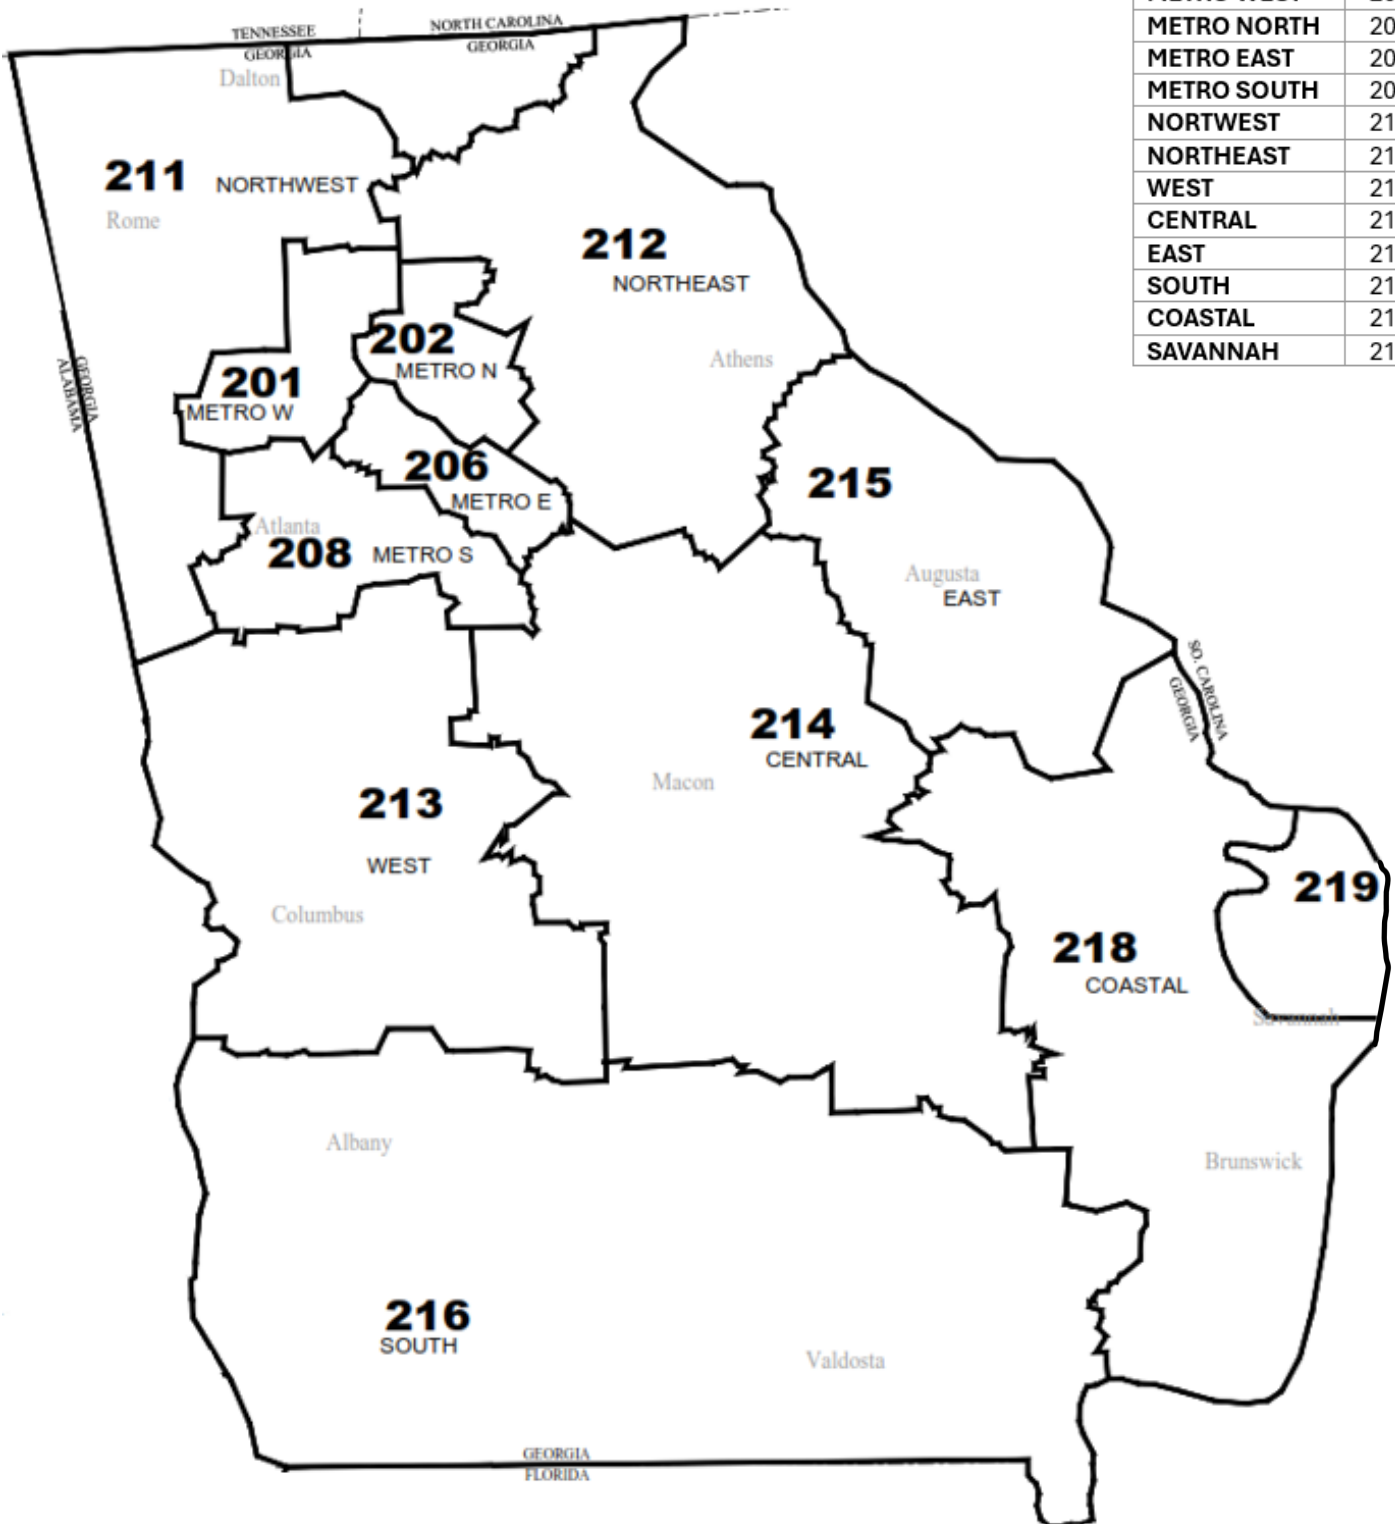 METRO NORTH 20
METRO EAST 20
METRO SOUTH 20
NORTWEST 21
NORTHEAST 21
WEST 21
CENTRAL 21
EAST 21
SOUTH 21
COASTAL 21
SAVANNAH 21
TENNESSEE
GEORGIA
NORTH CAROLINA
GEORGIA
Dalton
211 NORTHWEST
Rome
212
NORTHEAST
202
METRO N
Athens
201
METRO W
GEORGIA
ALABAMA
206
METRO E
215
Atlanta
208 METRO S
Augusta
EAST
SO. CAROLINA
GEORGIA
214
CENTRAL
Macon
213
WEST
Columbus
219
218
COASTAL
Savannah
Albany
Brunswick
216
SOUTH
Valdosta
GEORGIA
FLORIDA